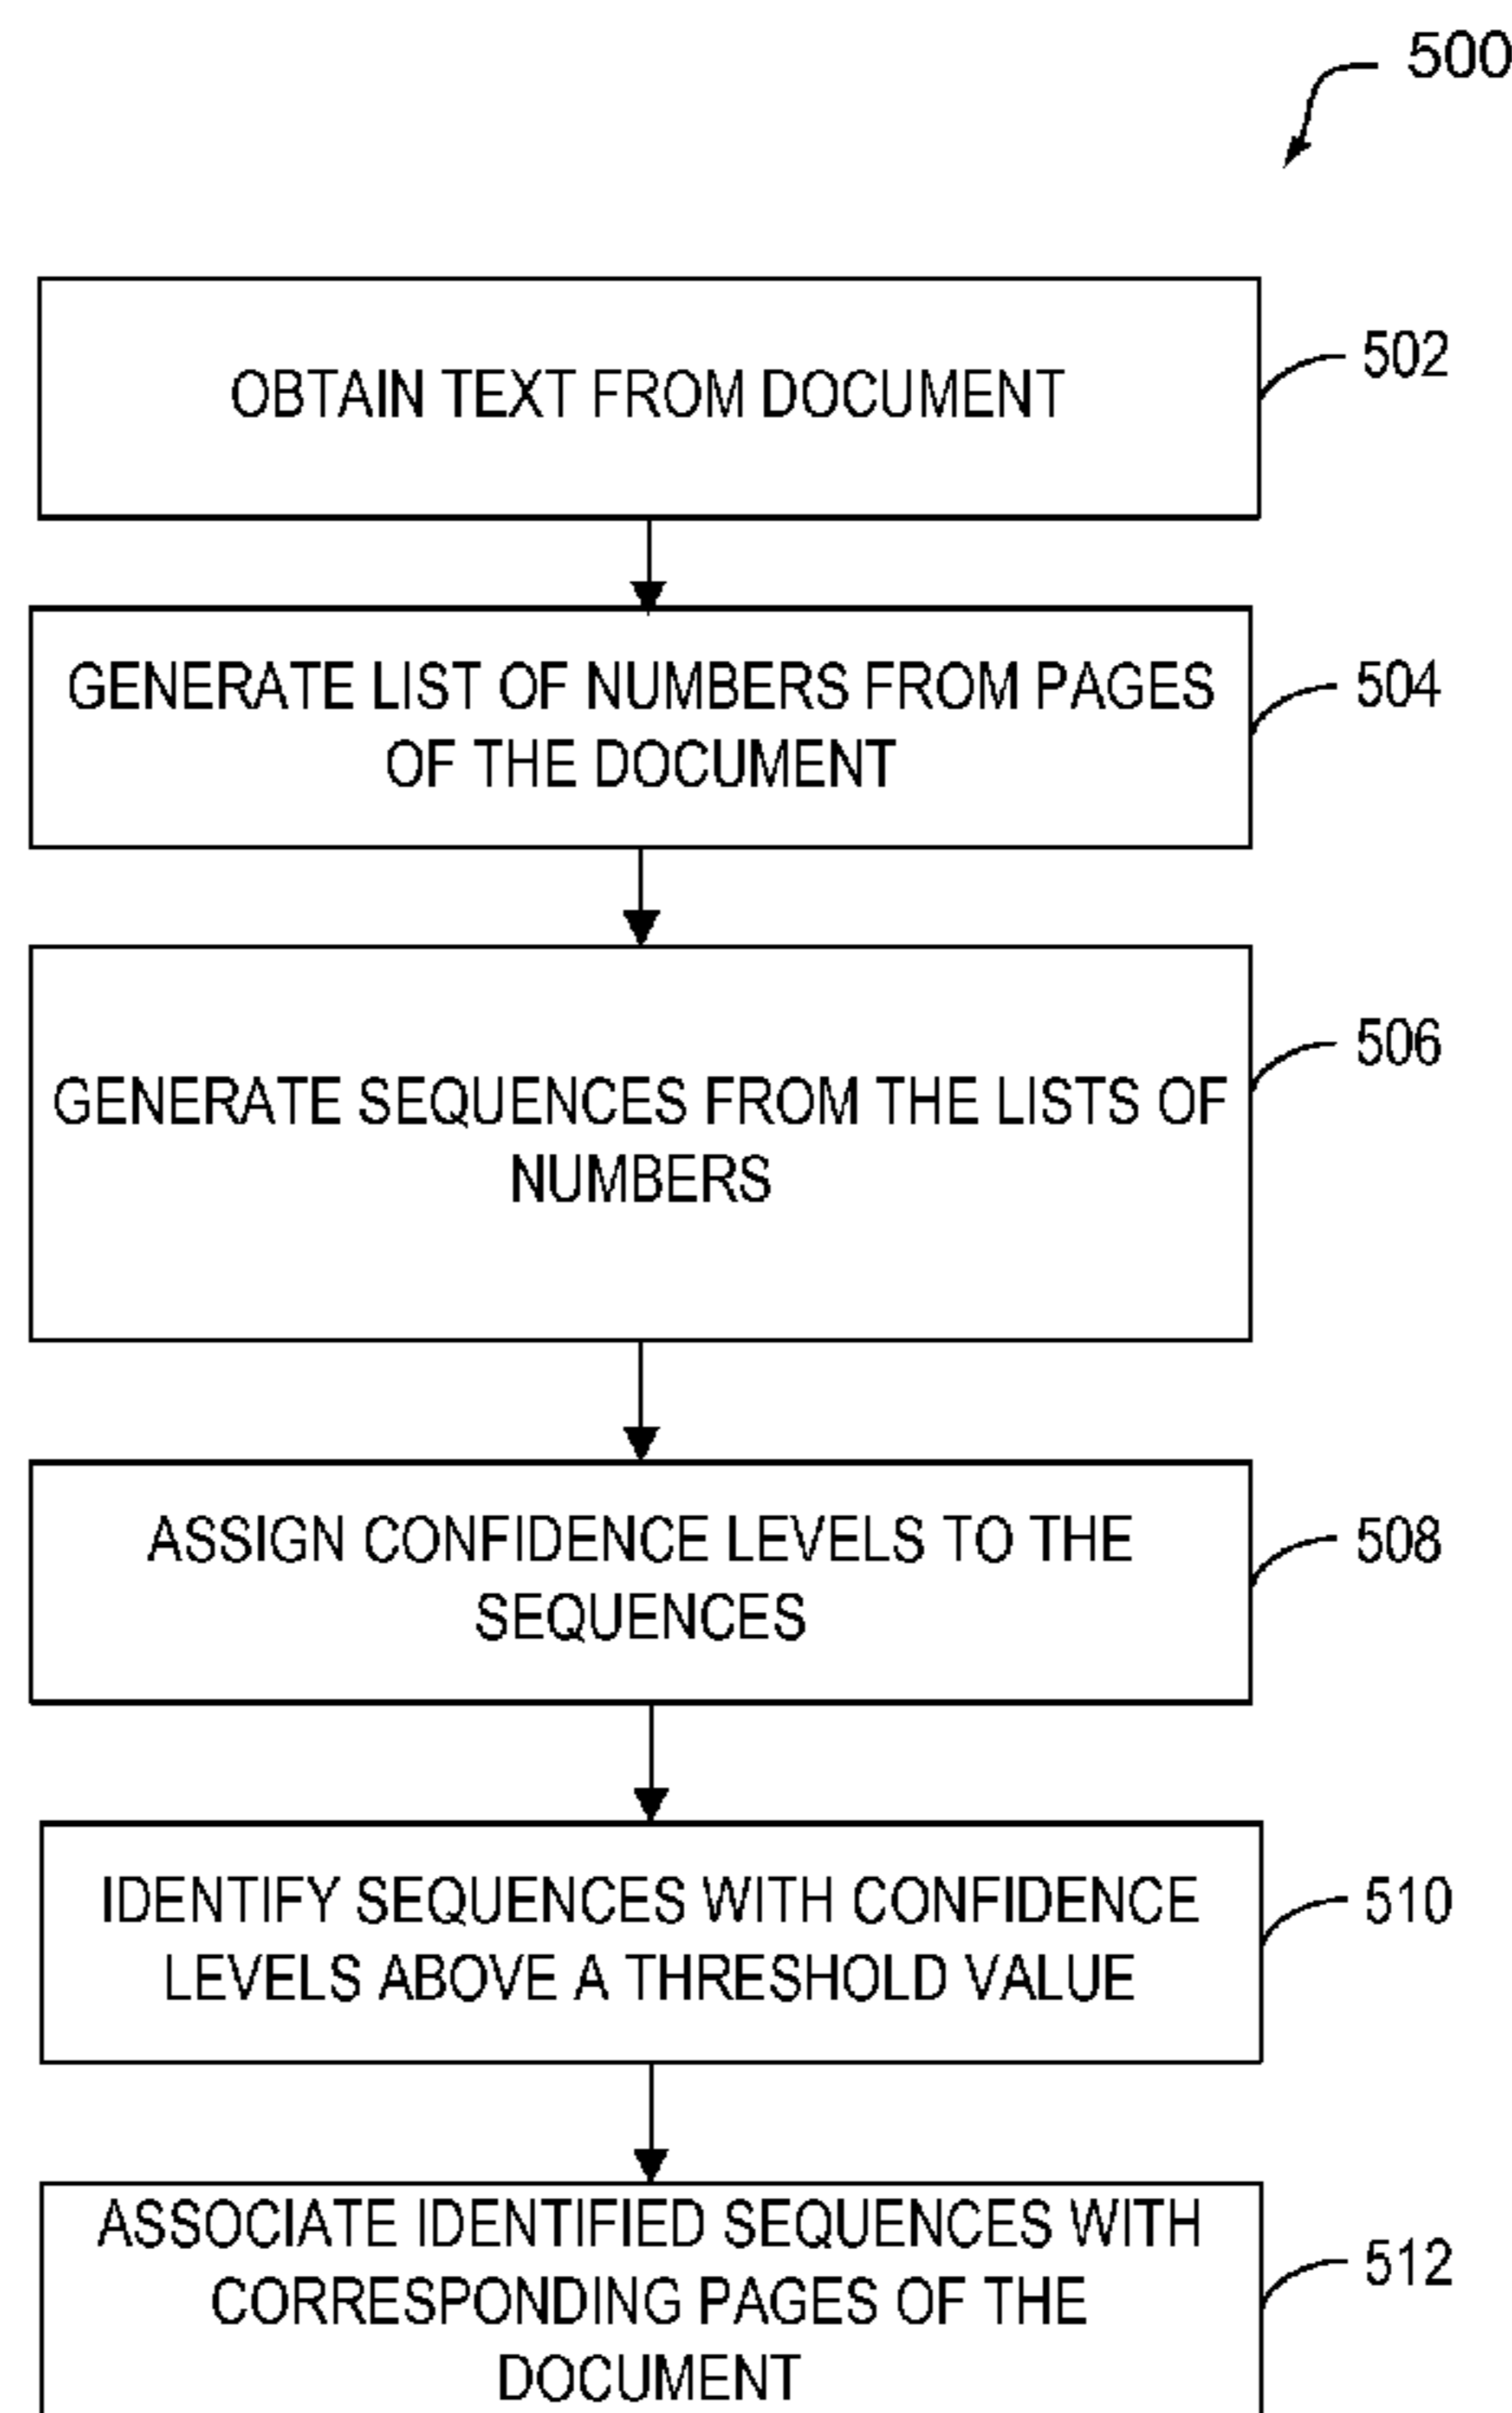 500
OBTAIN TEXT FROM DOCUMENT
502
GENERATE LIST OF NUMBERS FROM PAGES
OF THE DOCUMENT
504
GENERATE SEQUENCES FROM THE LISTS OF
NUMBERS
506
ASSIGN CONFIDENCE LEVELS TO THE
SEQUENCES
508
IDENTIFY SEQUENCES WITH CONFIDENCE
LEVELS ABOVE A THRESHOLD VALUE
510
ASSOCIATE IDENTIFIED SEQUENCES WITH
CORRESPONDING PAGES OF THE
DOCUMENT
512